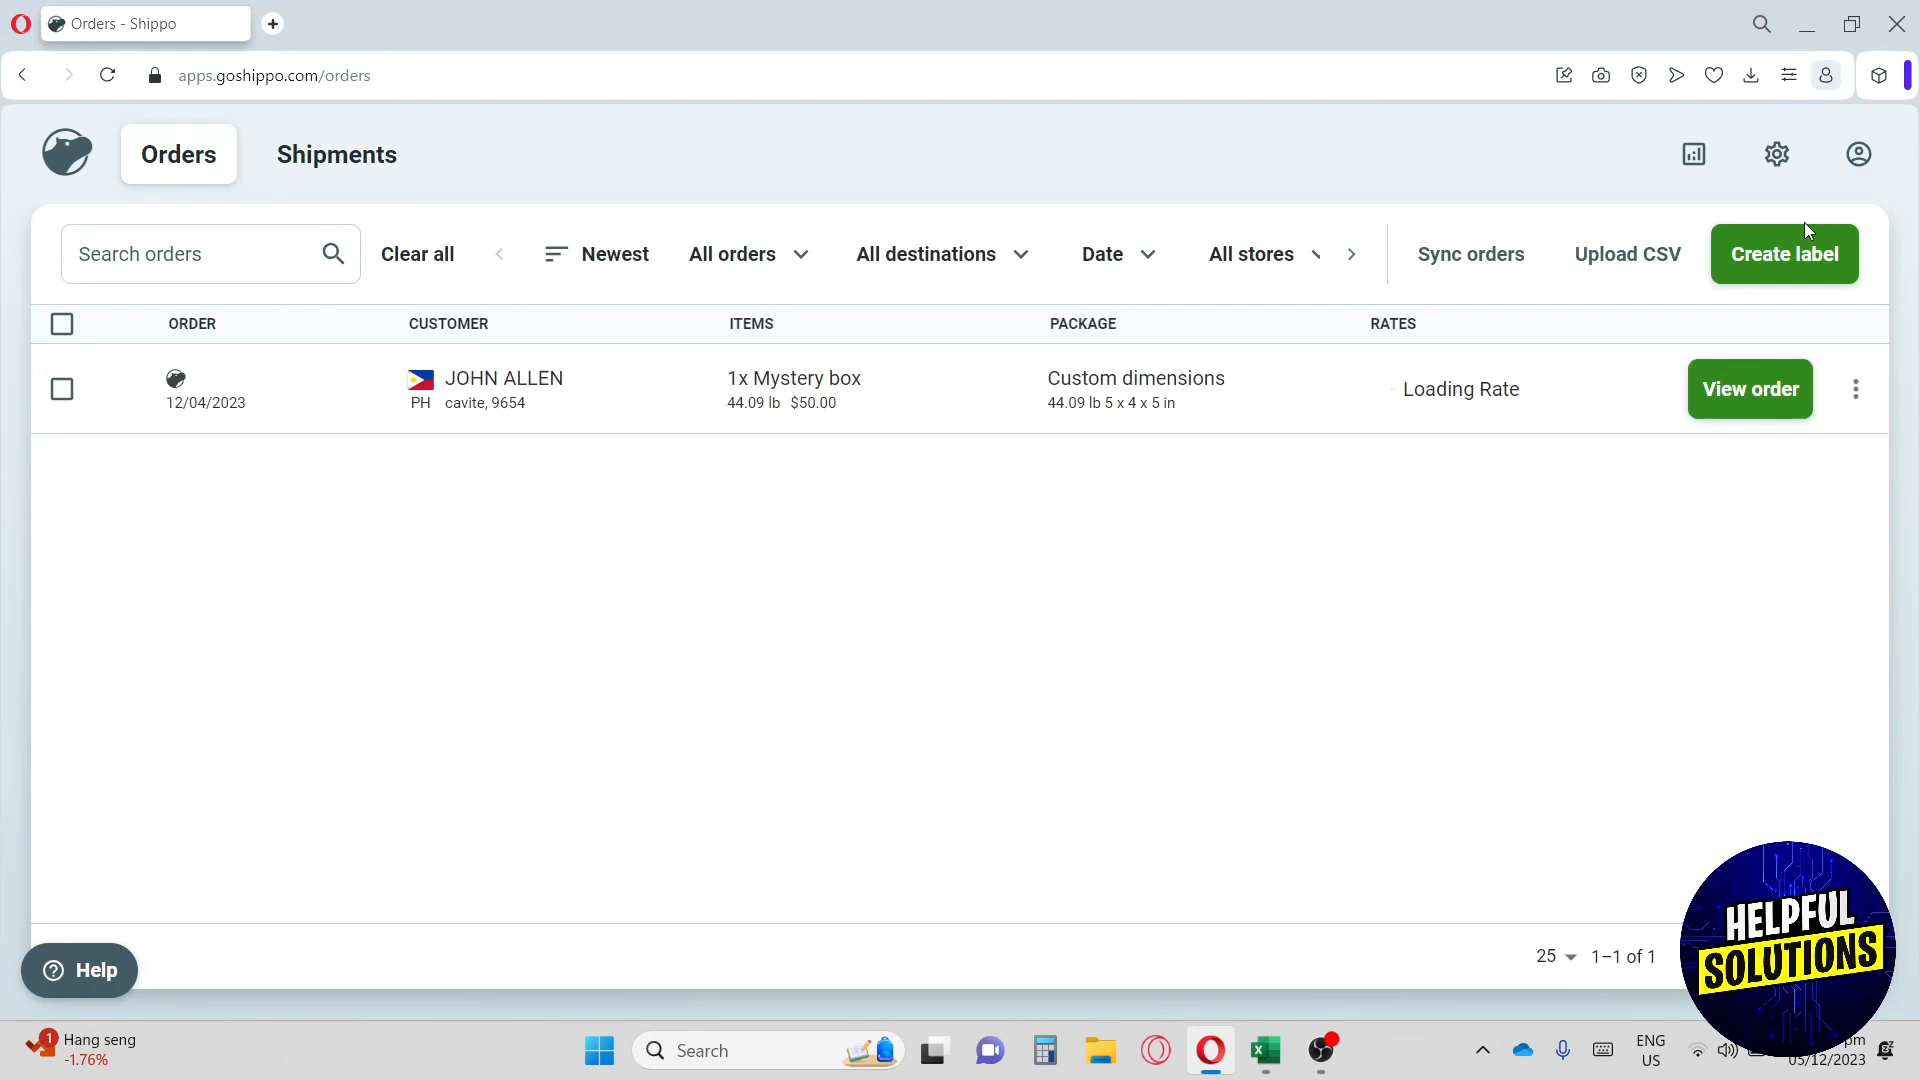 Orders - Shippo
apps.goshippo.com/orders
Orders
Shipments
Search orders
Clear all
Newest
All orders
All destinations
Date
All stores
Sync orders
Upload CSV
Create label
ORDER
CUSTOMER
ITEMS
PACKAGE
RATES
JOHN ALLEN
1x Mystery box
Custom dimensions
Loading Rate
View order
12/04/2023
PH cavite, 9654
44.09 lb $50.00
44.09 lb 5 x 4 x 5 in
25
1–1 of 1
Help
HELPFUL
SOLUTIONS
1
Hang seng
-1.76%
Search
ENG
US
pm
05/12/2023